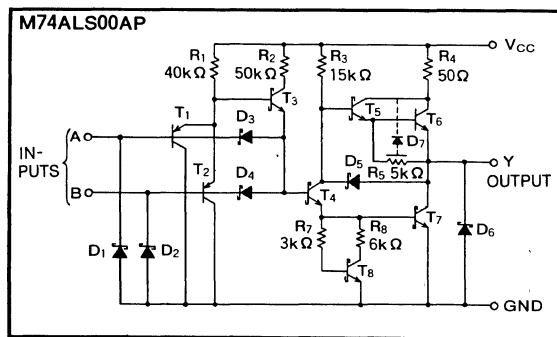 M74ALS00AP
R1
40kΩ
R2
50kΩ
R3
15kΩ
R4
50Ω
VCC
T1
T3
T5
T6
D3
D7
A
IN-
PUTS
T2
D4
D5
R5 5kΩ
Y
OUTPUT
B
T4
T7
D1
D2
R7
3kΩ
R8
6kΩ
D6
T8
GND